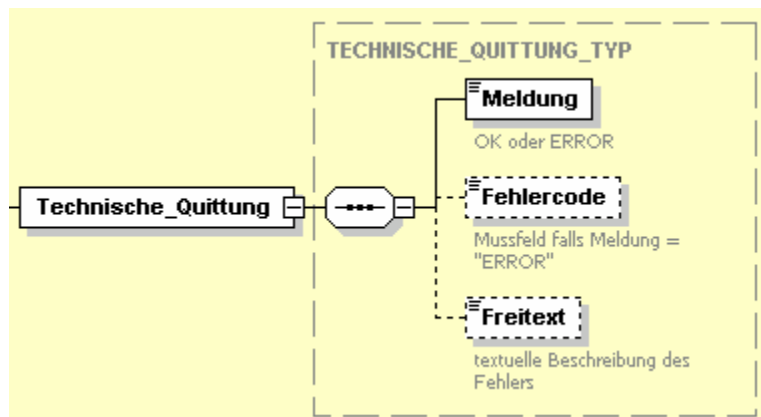 TECHNISCHE_QUITTUNG_TYP
Meldung
OK oder ERROR
Technische_Quittung
Fehlercode
Mussfeld falls Meldung =
"ERROR"
Freitext
textuelle Beschreibung des
Fehlers